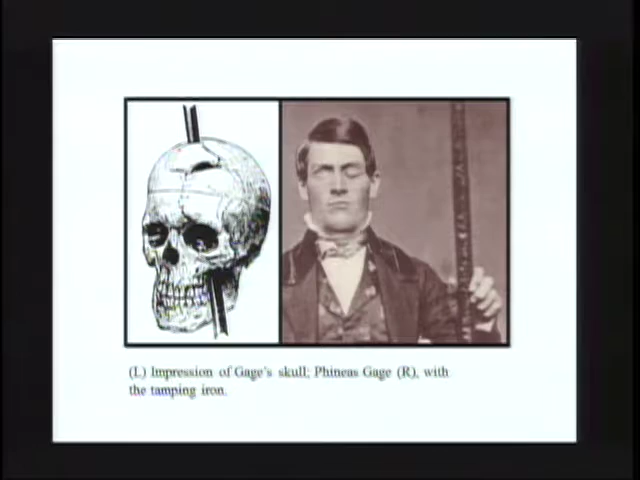 (L) Impression of Gage's skull; Phineas Gage (R), with
the tamping iron.